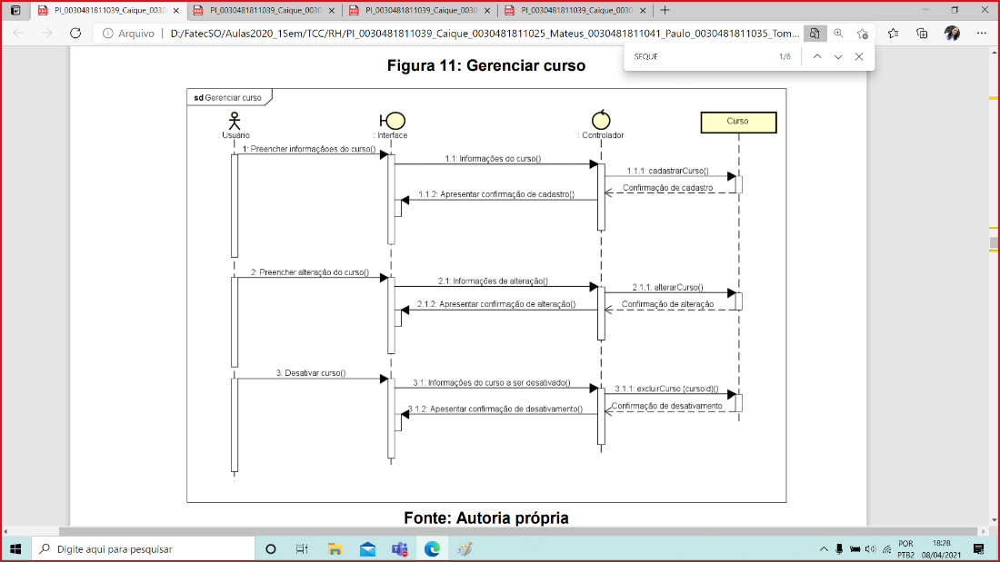 PI_0030481811039_Caique_0030
PI_0030481811039_Caique_0030
PI_0030481811039_Caique_0030
PI_0030481811039_Caique_0030
Arquivo
D:/FatecSO/Aulas2020_1Sem/TCC/RH/PI_0030481811039_Caique_0030481811025_Mateus_0030481811041_Paulo_0030481811035_Tom...
SEQUE
1/6
Figura 11: Gerenciar curso
sd Gerenciar curso
: Usuário
: Interface
: Controlador
Curso
1: Preencher informaçãoes do curso()
1.1: Informações do curso()
1.1.1: cadastrarCurso()
Confirmação de cadastro
1.1.2: Apresentar confirmação de cadastro()
2: Preencher alteração do curso()
2.1: Informações de alteração()
2.1.1: alterarCurso()
2.1.2: Apresentar confirmação de alteração()
Confirmação de alteração
3: Desativar curso()
3.1: Informações do curso a ser desativado()
3.1.1: excluirCurso (cursoId)()
Confirmação de desativamento
3.1.2: Apesentar confirmação de desativamento()
Fonte: Autoria própria
Digite aqui para pesquisar
POR
PTB2
18:28
08/04/2021